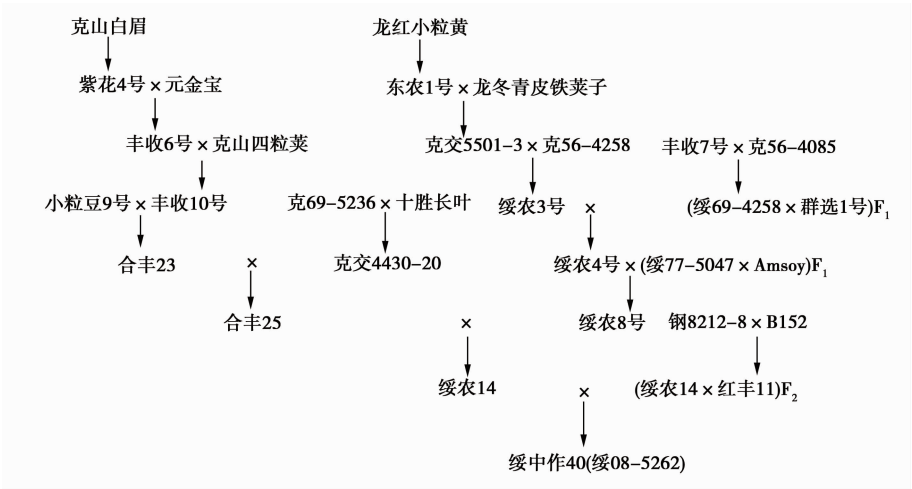 克山白眉 龙红小粒黄
紫花4号×元金宝 东农1号×龙冬青皮铁荚子
丰收6号×克山四粒荚 克交5501-3×克56-4258 丰收7号×克56-4085
小粒豆9号×丰收10号 克69-5236×十胜长叶 绥农3号 × (绥69-4258×群选1号)F₁
合丰23 × 克交4430-20 绥农4号×(绥77-5047×Amsoy)F₁
合丰25 × 绥农8号 钢8212-8×B152
绥农14 × (绥农14×红丰11)F₂
绥中作40(绥08-5262)